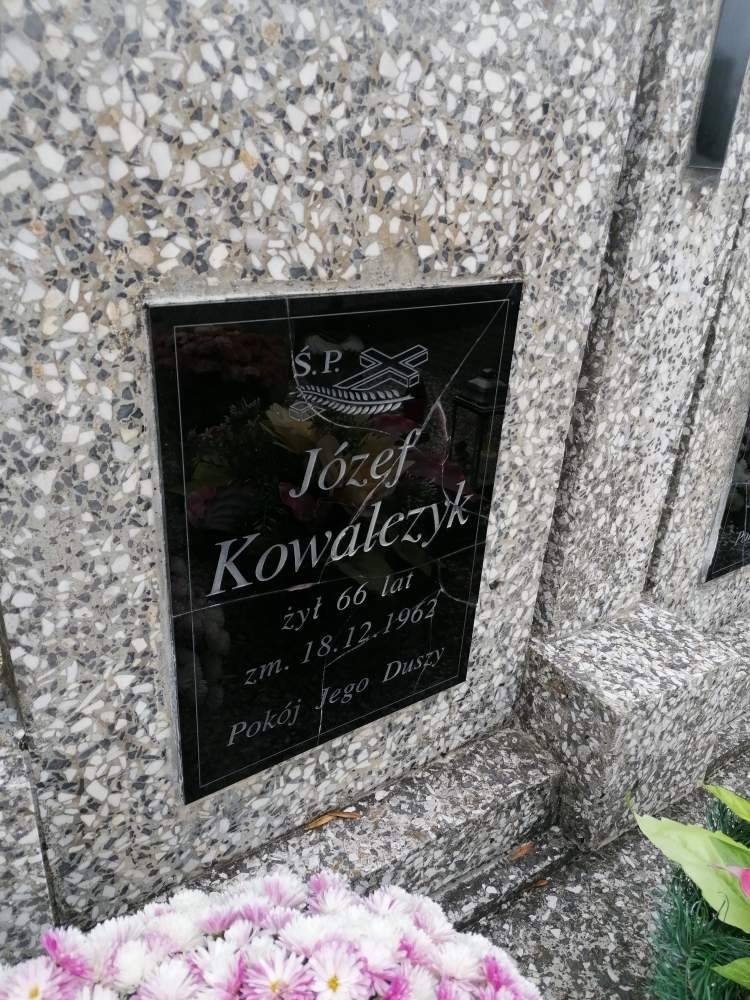 Ś.P.
Józef
Kowalczyk
żył 66 lat
zm. 18.12.1962
Pokój Jego Duszy